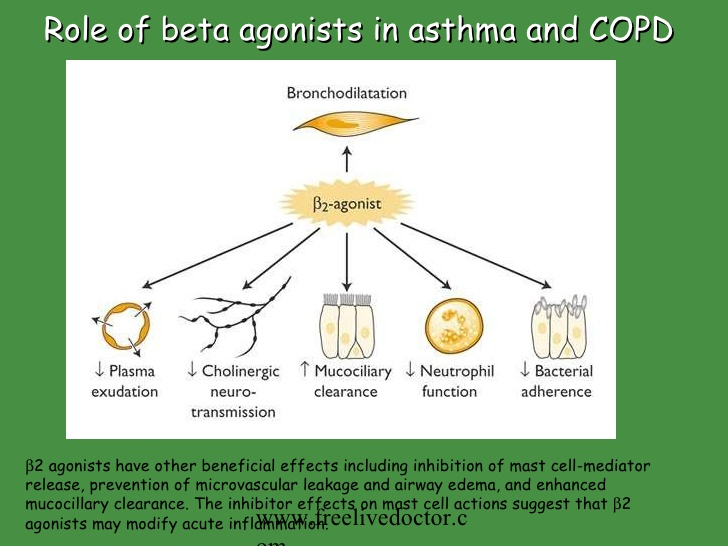 Role of beta agonists in asthma and COPD
Bronchodilatation
β2-agonist
↓ Plasma
exudation
↓ Cholinergic
neuro-
transmission
↑ Mucociliary
clearance
↓ Neutrophil
function
↓ Bacterial
adherence
β2 agonists have other beneficial effects including inhibition of mast cell-mediator
release, prevention of microvascular leakage and airway edema, and enhanced
mucocillary clearance. The inhibitor effects on mast cell actions suggest that β2
agonists may modify acute inflammation.
www.freelivedoctor.c
om